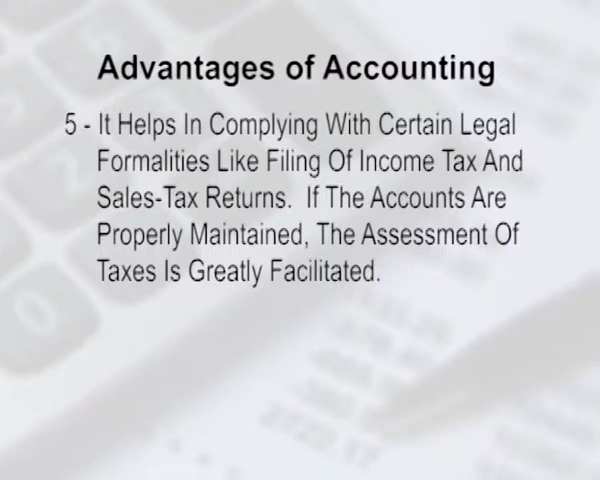 Advantages of Accounting
5 - It Helps In Complying With Certain Legal
Formalities Like Filing Of Income Tax And
Sales-Tax Returns. If The Accounts Are
Properly Maintained, The Assessment Of
Taxes Is Greatly Facilitated.